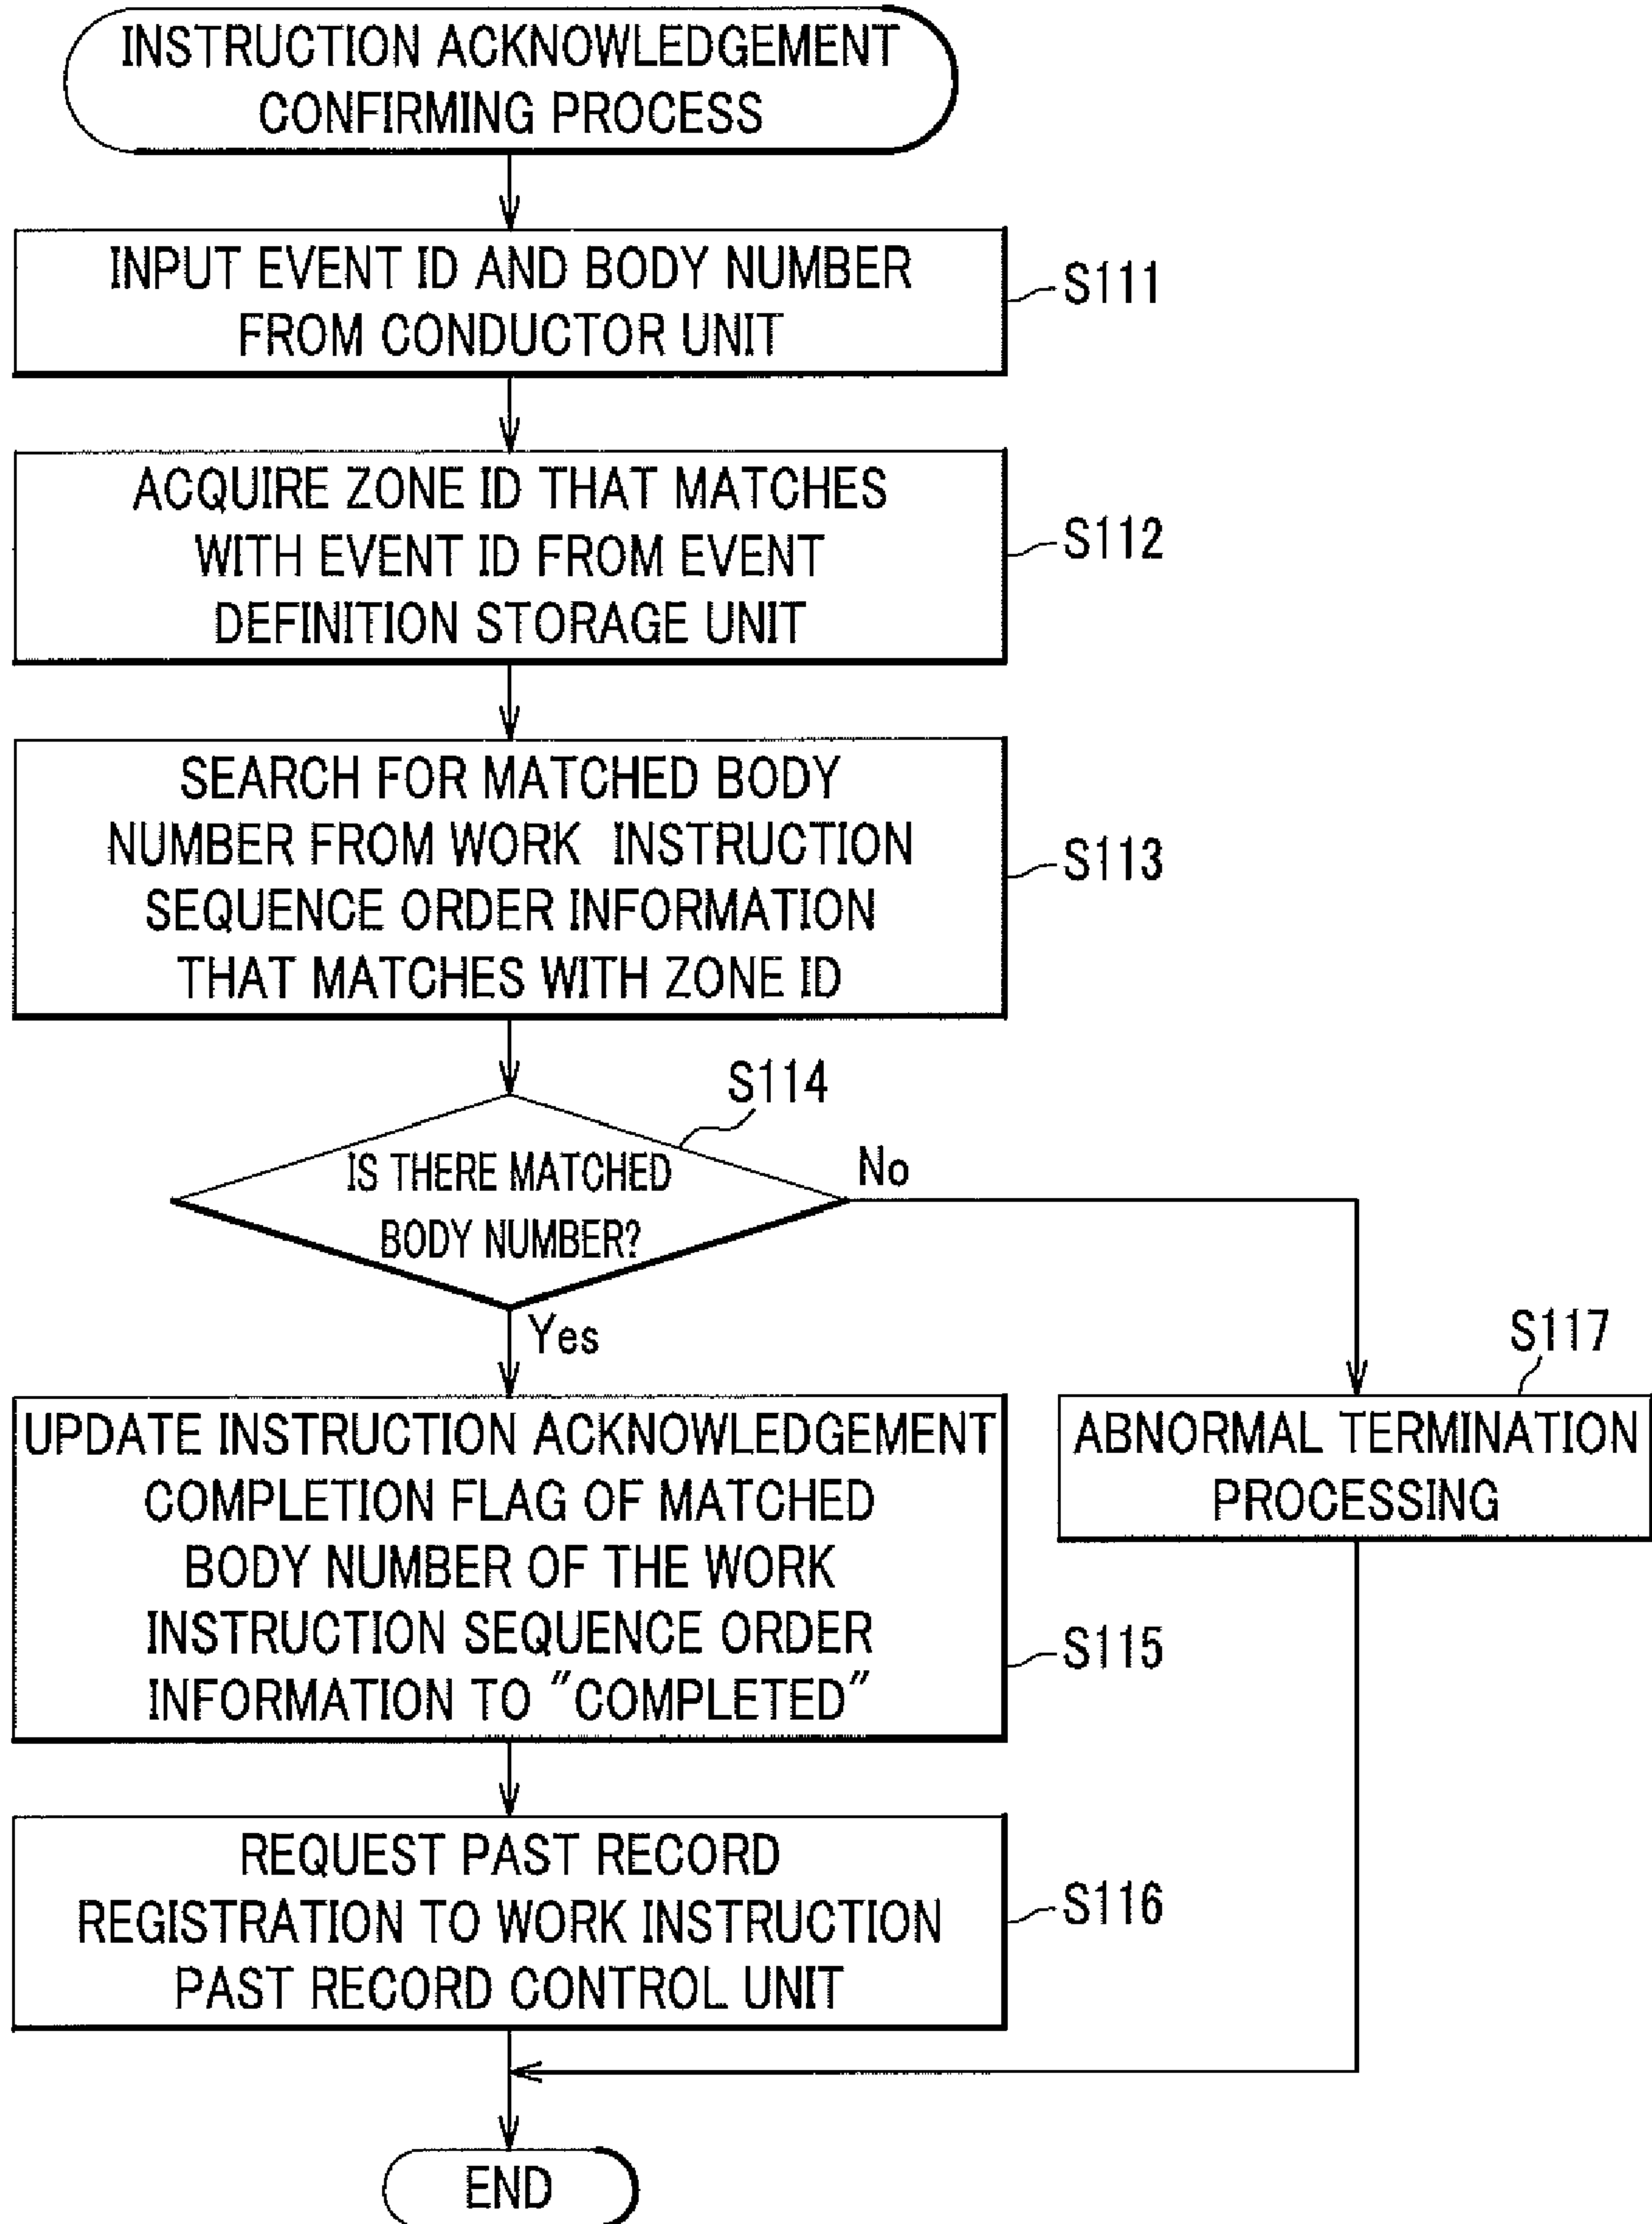 INSTRUCTION ACKNOWLEDGEMENT
CONFIRMING PROCESS
INPUT EVENT ID AND BODY NUMBER
FROM CONDUCTOR UNIT
S111
ACQUIRE ZONE ID THAT MATCHES
WITH EVENT ID FROM EVENT
DEFINITION STORAGE UNIT
S112
SEARCH FOR MATCHED BODY
NUMBER FROM WORK INSTRUCTION
SEQUENCE ORDER INFORMATION
THAT MATCHES WITH ZONE ID
S113
S114
IS THERE MATCHED
BODY NUMBER?
No
Yes
UPDATE INSTRUCTION ACKNOWLEDGEMENT
COMPLETION FLAG OF MATCHED
BODY NUMBER OF THE WORK
INSTRUCTION SEQUENCE ORDER
INFORMATION TO "COMPLETED"
S115
S117
ABNORMAL TERMINATION
PROCESSING
REQUEST PAST RECORD
REGISTRATION TO WORK INSTRUCTION
PAST RECORD CONTROL UNIT
S116
END